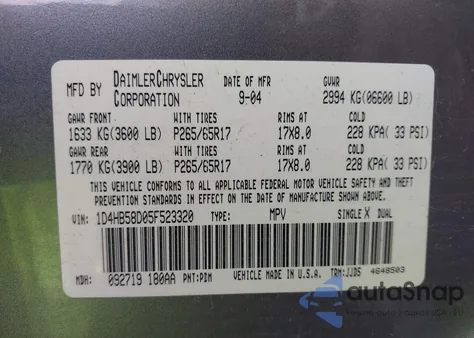 MFD BY DAIMLERCHRYSLER CORPORATION DATE OF MFR 9-04 GVWR 2994 KG(06600 LB)
GAWR FRONT WITH TIRES RIMS AT COLD
1633 KG(3600 LB) P265/65R17 17X8.0 228 KPA( 33 PSI)
GAWR REAR WITH TIRES RIMS AT COLD
1770 KG(3900 LB) P265/65R17 17X8.0 228 KPA( 33 PSI)
THIS VEHICLE CONFORMS TO ALL APPLICABLE FEDERAL MOTOR VEHICLE SAFETY AND THEFT
PREVENTION STANDARDS IN EFFECT ON THE DATE OF MANUFACTURE SHOWN ABOVE.
VIN: 1D4HB58D05F523320 TYPE: MPV SINGLE X DUAL
MDH: 092719 180AA PNT:PDM VEHICLE MADE IN U.S.A. TRM:JJDS 4648503
autoSnap